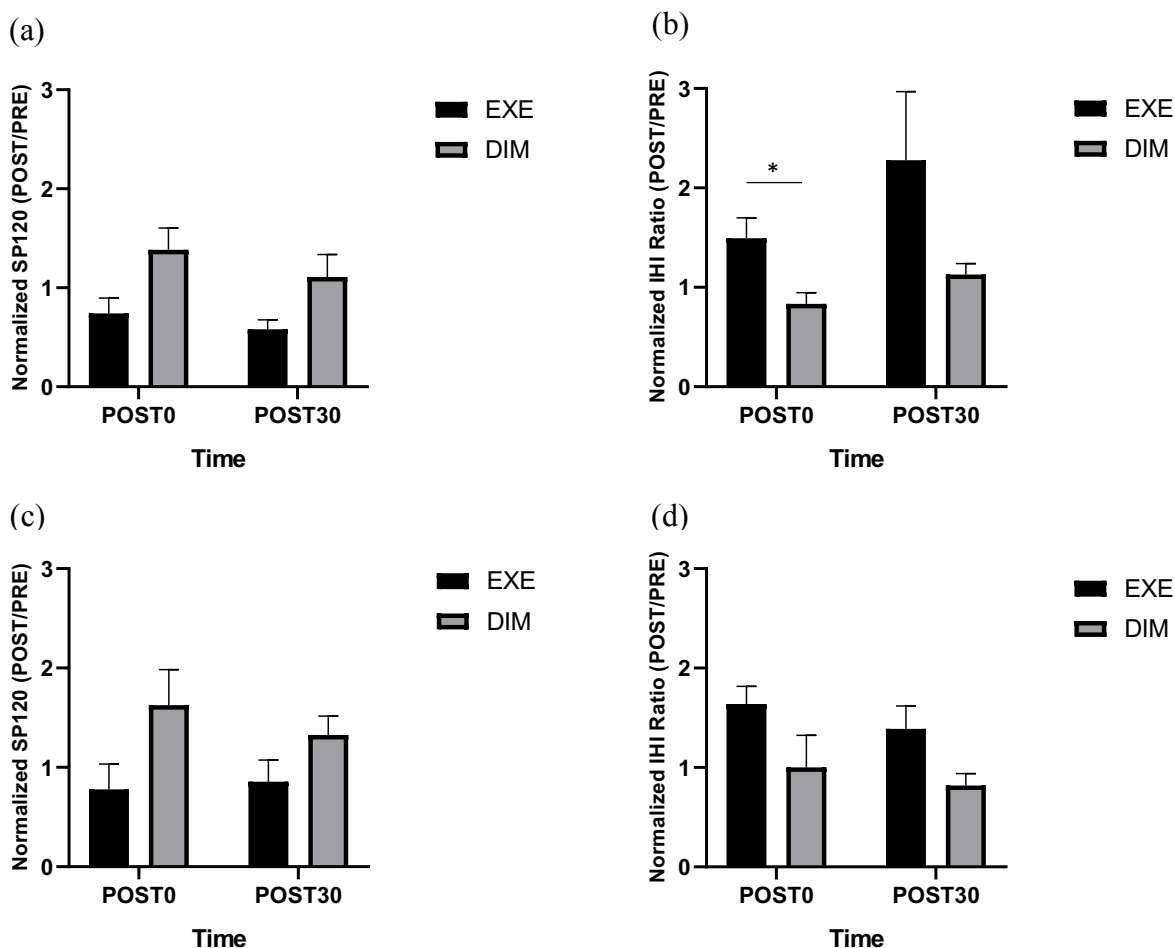 (a)
Normalized SP120 (POST/PRE)
3
2
1
0
POST0 POST30
Time
EXE
DIM
(b)
Normalized IHI Ratio (POST/PRE)
3
2
1
0
*
POST0 POST30
Time
EXE
DIM
(c)
Normalized SP120 (POST/PRE)
3
2
1
0
POST0 POST30
Time
EXE
DIM
(d)
Normalized IHI Ratio (POST/PRE)
3
2
1
0
POST0 POST30
Time
EXE
DIM